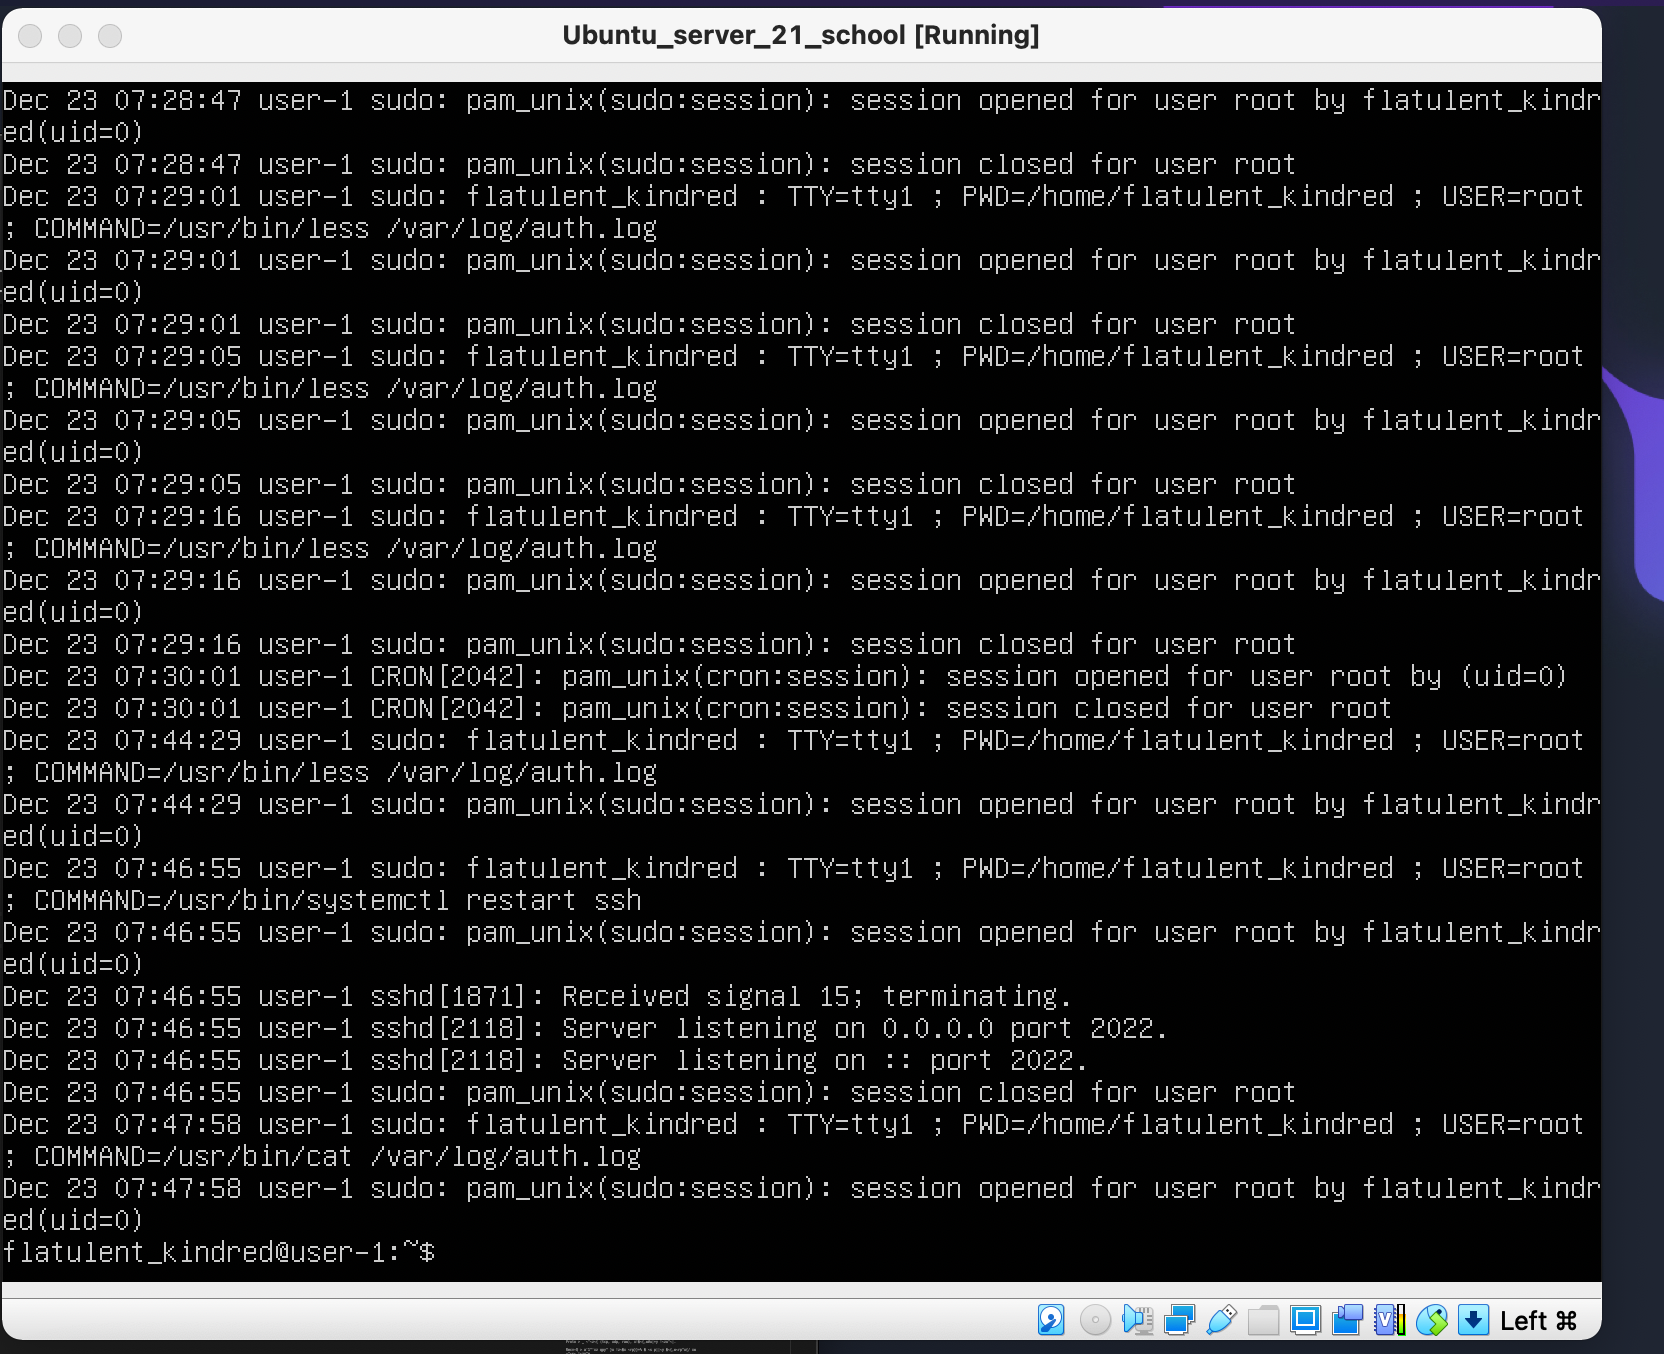 Ubuntu_server_21_school [Running]
Dec 23 07:28:47 user-1 sudo: pam_unix(sudo:session): session opened for user root by flatulent_kindr
ed(uid=0)
Dec 23 07:28:47 user-1 sudo: pam_unix(sudo:session): session closed for user root
Dec 23 07:29:01 user-1 sudo: flatulent_kindred : TTY=tty1 ; PWD=/home/flatulent_kindred ; USER=root
; COMMAND=/usr/bin/less /var/log/auth.log
Dec 23 07:29:01 user-1 sudo: pam_unix(sudo:session): session opened for user root by flatulent_kindr
ed(uid=0)
Dec 23 07:29:01 user-1 sudo: pam_unix(sudo:session): session closed for user root
Dec 23 07:29:05 user-1 sudo: flatulent_kindred : TTY=tty1 ; PWD=/home/flatulent_kindred ; USER=root
; COMMAND=/usr/bin/less /var/log/auth.log
Dec 23 07:29:05 user-1 sudo: pam_unix(sudo:session): session opened for user root by flatulent_kindr
ed(uid=0)
Dec 23 07:29:05 user-1 sudo: pam_unix(sudo:session): session closed for user root
Dec 23 07:29:16 user-1 sudo: flatulent_kindred : TTY=tty1 ; PWD=/home/flatulent_kindred ; USER=root
; COMMAND=/usr/bin/less /var/log/auth.log
Dec 23 07:29:16 user-1 sudo: pam_unix(sudo:session): session opened for user root by flatulent_kindr
ed(uid=0)
Dec 23 07:29:16 user-1 sudo: pam_unix(sudo:session): session closed for user root
Dec 23 07:30:01 user-1 CRON[2042]: pam_unix(cron:session): session opened for user root by (uid=0)
Dec 23 07:30:01 user-1 CRON[2042]: pam_unix(cron:session): session closed for user root
Dec 23 07:44:29 user-1 sudo: flatulent_kindred : TTY=tty1 ; PWD=/home/flatulent_kindred ; USER=root
; COMMAND=/usr/bin/less /var/log/auth.log
Dec 23 07:44:29 user-1 sudo: pam_unix(sudo:session): session opened for user root by flatulent_kindr
ed(uid=0)
Dec 23 07:46:55 user-1 sudo: flatulent_kindred : TTY=tty1 ; PWD=/home/flatulent_kindred ; USER=root
; COMMAND=/usr/bin/systemctl restart ssh
Dec 23 07:46:55 user-1 sudo: pam_unix(sudo:session): session opened for user root by flatulent_kindr
ed(uid=0)
Dec 23 07:46:55 user-1 sshd[1871]: Received signal 15; terminating.
Dec 23 07:46:55 user-1 sshd[2118]: Server listening on 0.0.0.0 port 2022.
Dec 23 07:46:55 user-1 sshd[2118]: Server listening on :: port 2022.
Dec 23 07:46:55 user-1 sudo: pam_unix(sudo:session): session closed for user root
Dec 23 07:47:58 user-1 sudo: flatulent_kindred : TTY=tty1 ; PWD=/home/flatulent_kindred ; USER=root
; COMMAND=/usr/bin/cat /var/log/auth.log
Dec 23 07:47:58 user-1 sudo: pam_unix(sudo:session): session opened for user root by flatulent_kindr
ed(uid=0)
flatulent_kindred@user-1:~$
Left ⌘